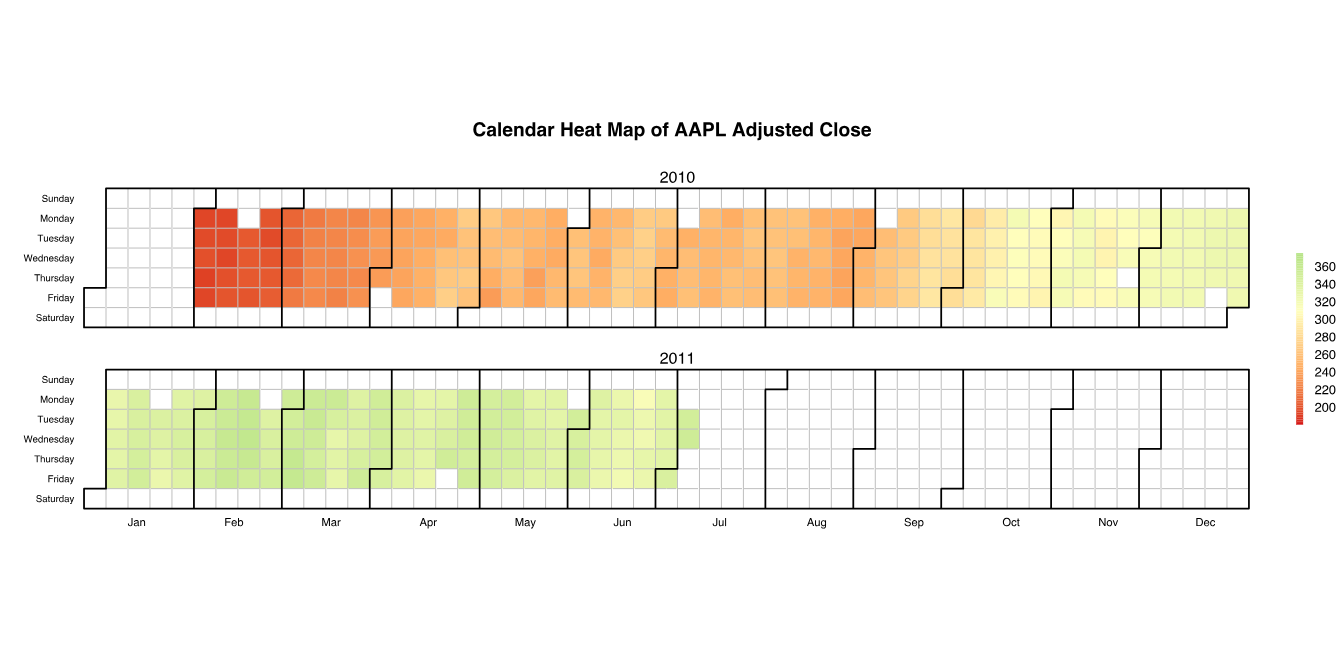 Calendar Heat Map of AAPL Adjusted Close
2010
Sunday
Monday
Tuesday
Wednesday
Thursday
Friday
Saturday
2011
Sunday
Monday
Tuesday
Wednesday
Thursday
Friday
Saturday
Jan Feb Mar Apr May Jun Jul Aug Sep Oct Nov Dec
360
340
320
300
280
260
240
220
200